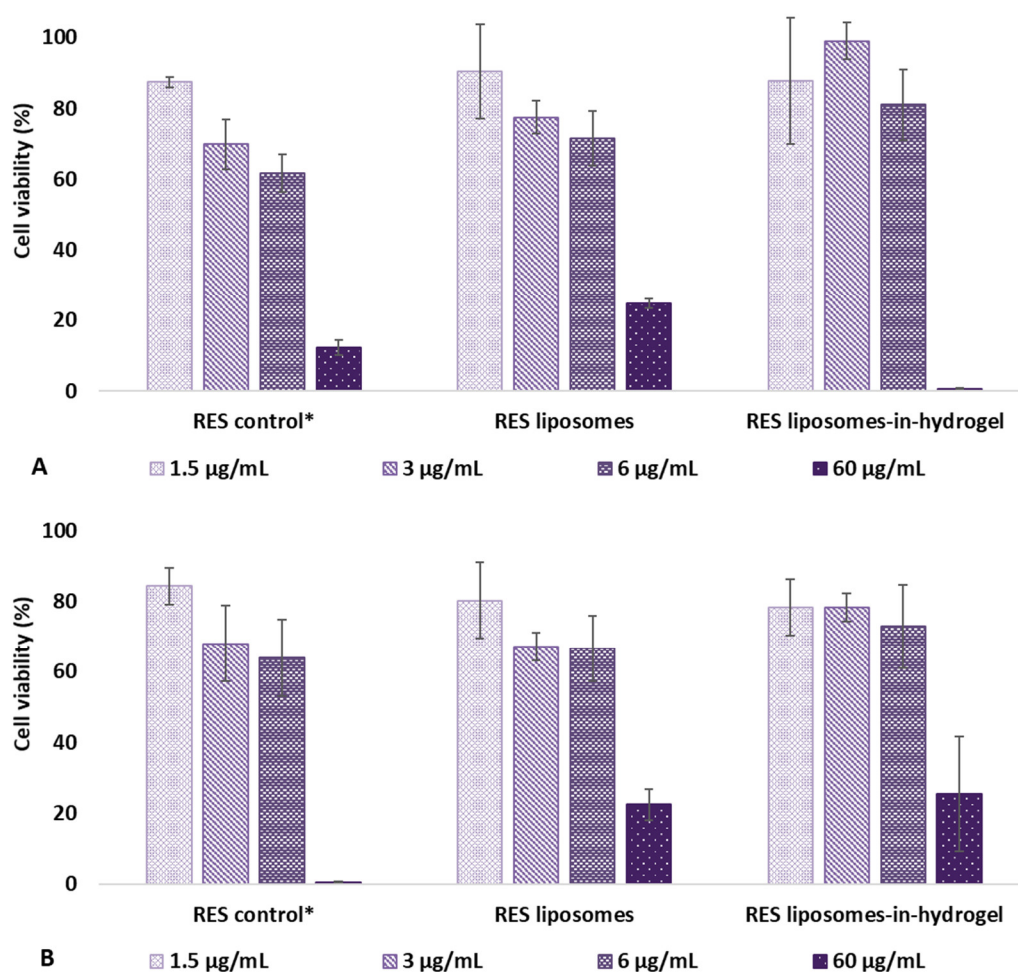 Cell viability (%)
100
80
60
40
20
0
RES control* RES liposomes RES liposomes-in-hydrogel
A 1.5 μg/mL 3 μg/mL 6 μg/mL 60 μg/mL
Cell viability (%)
100
80
60
40
20
0
RES control* RES liposomes RES liposomes-in-hydrogel
B 1.5 μg/mL 3 μg/mL 6 μg/mL 60 μg/mL